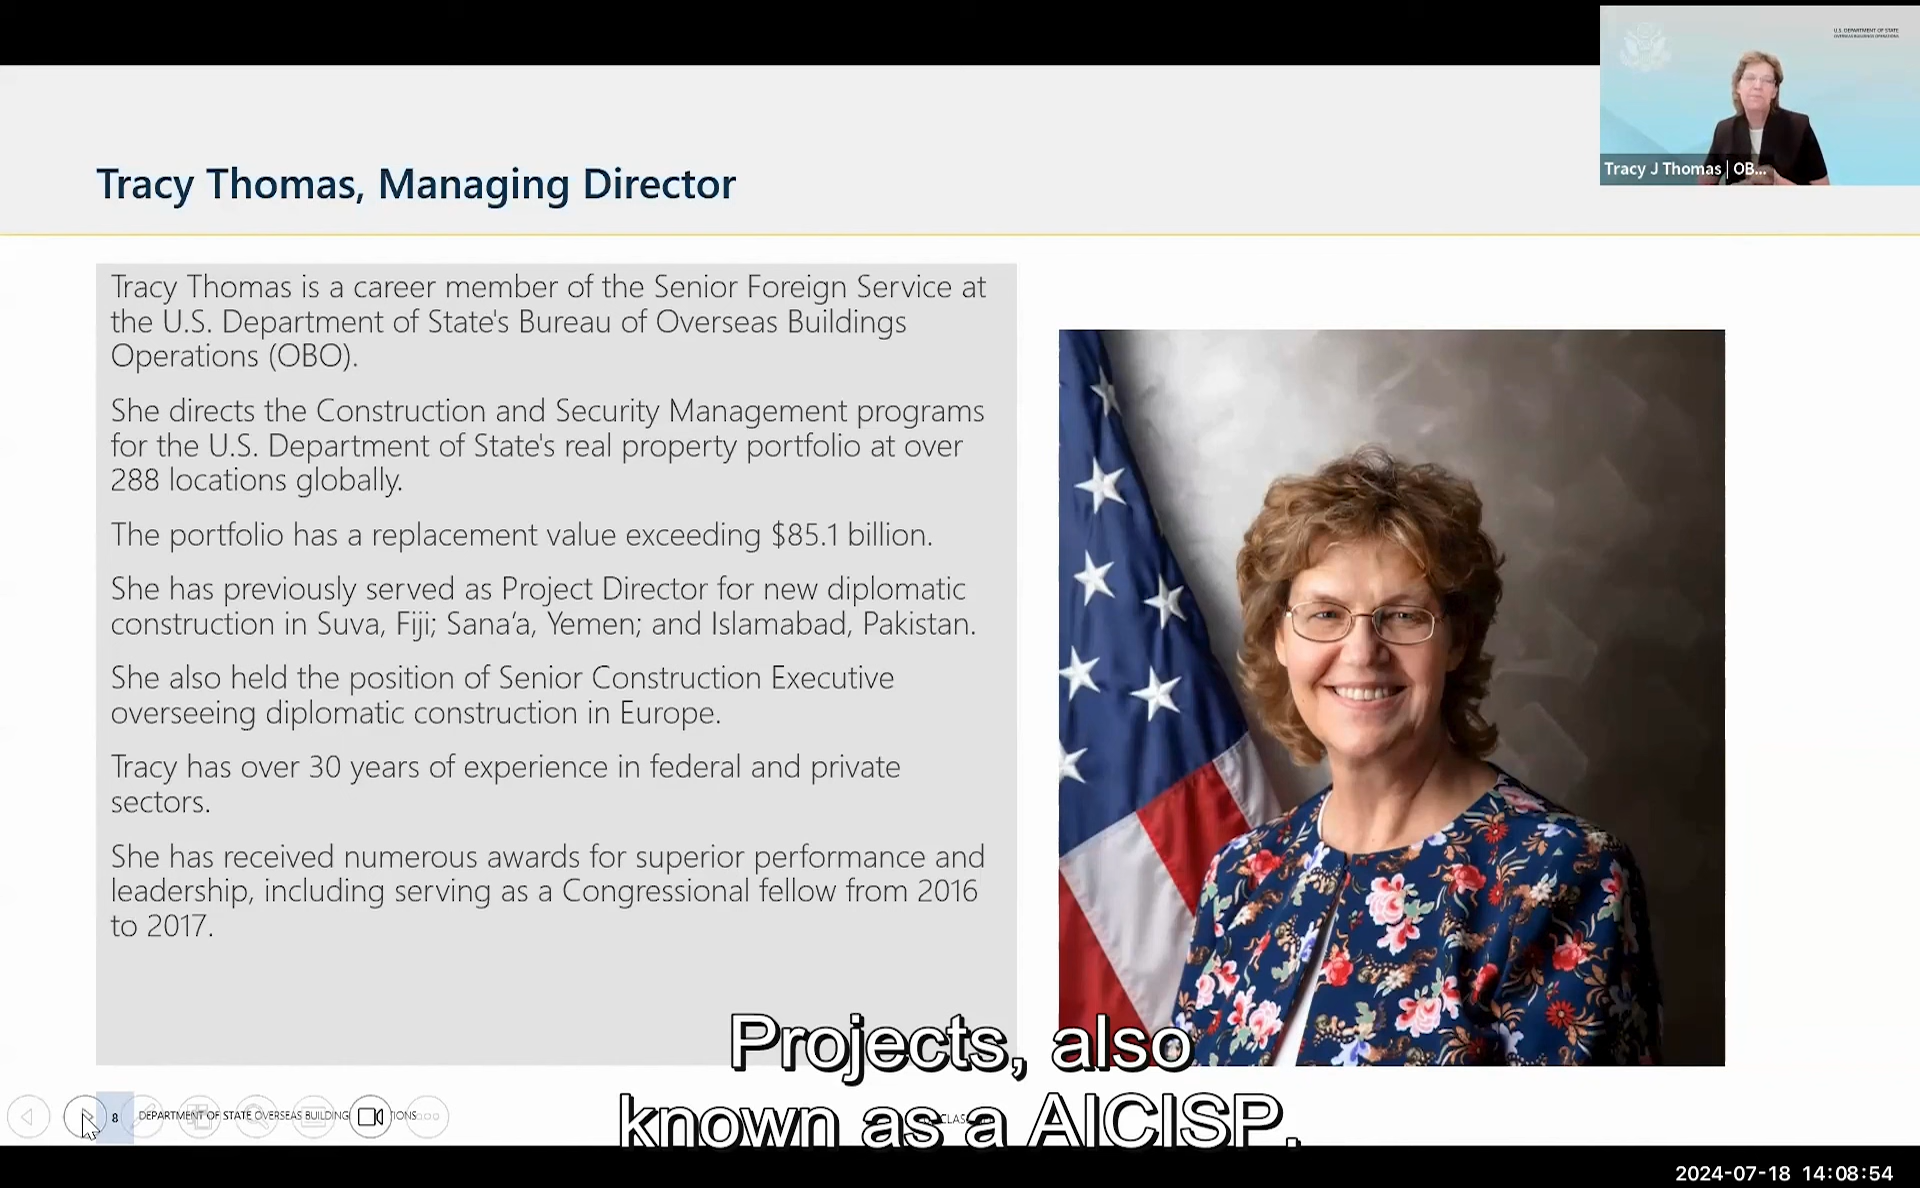 U.S. DEPARTMENT OF STATE
OVERSEAS BUILDINGS OPERATIONS
Tracy J Thomas | OB...
Tracy Thomas, Managing Director
Tracy Thomas is a career member of the Senior Foreign Service at
the U.S. Department of State's Bureau of Overseas Buildings
Operations (OBO).
She directs the Construction and Security Management programs
for the U.S. Department of State's real property portfolio at over
288 locations globally.
The portfolio has a replacement value exceeding $85.1 billion.
She has previously served as Project Director for new diplomatic
construction in Suva, Fiji; Sana’a, Yemen; and Islamabad, Pakistan.
She also held the position of Senior Construction Executive
overseeing diplomatic construction in Europe.
Tracy has over 30 years of experience in federal and private
sectors.
She has received numerous awards for superior performance and
leadership, including serving as a Congressional fellow from 2016
to 2017.
Projects, also
known as a AICISP.
8 DEPARTMENT OF STATE OVERSEAS BUILDING
2024-07-18 14:08:54